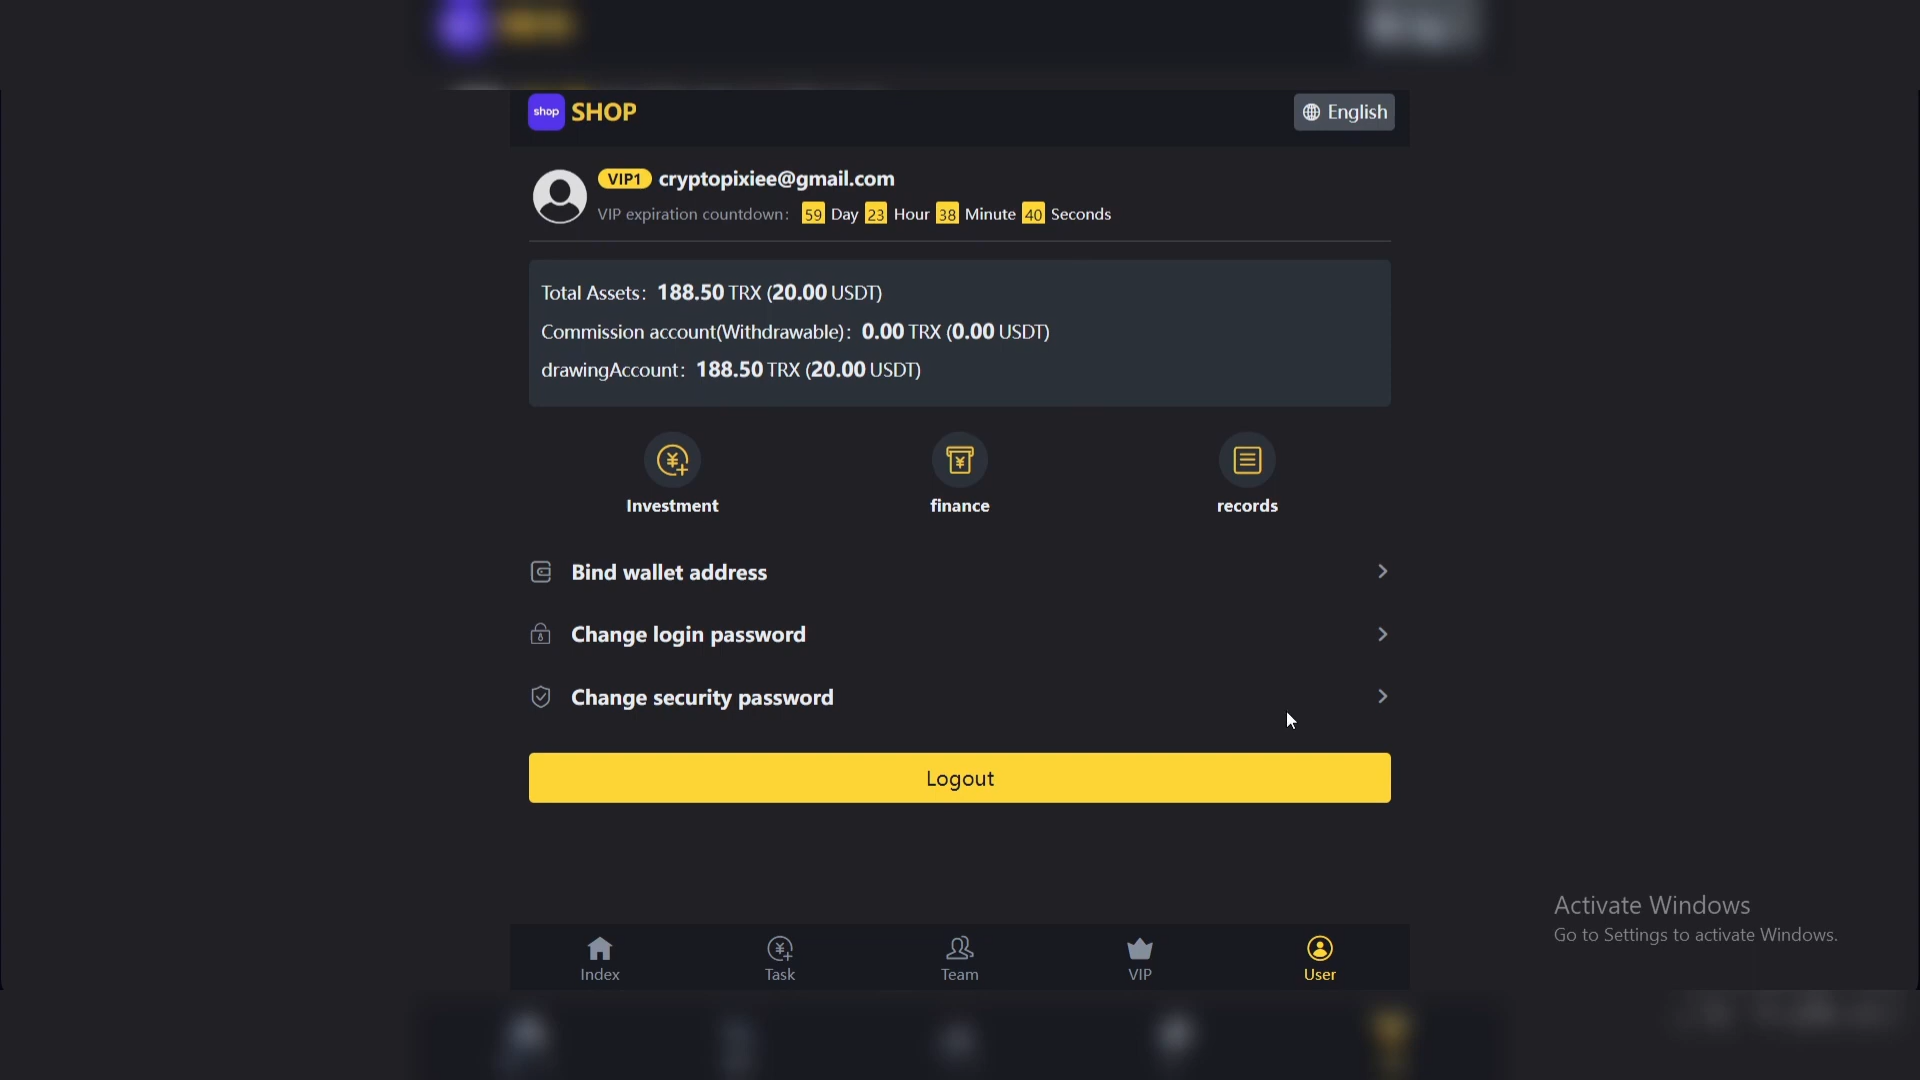 shop SHOP
English
VIP1 cryptopixiee@gmail.com
VIP expiration countdown: 59 Day 23 Hour 38 Minute 40 Seconds
Total Assets: 188.50 TRX (20.00 USDT)
Commission account(Withdrawable): 0.00 TRX (0.00 USDT)
drawingAccount: 188.50 TRX (20.00 USDT)
Investment
finance
records
Bind wallet address
Change login password
Change security password
Logout
Activate Windows
Go to Settings to activate Windows.
Index
Task
Team
VIP
User